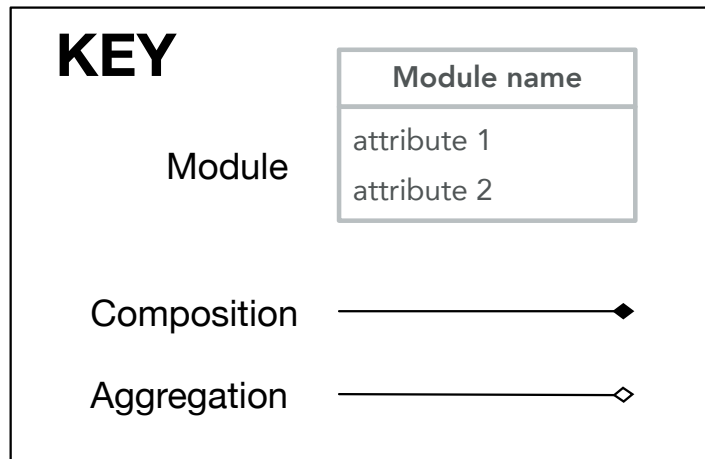 KEY
Module name
Module
attribute 1
attribute 2
Composition
Aggregation